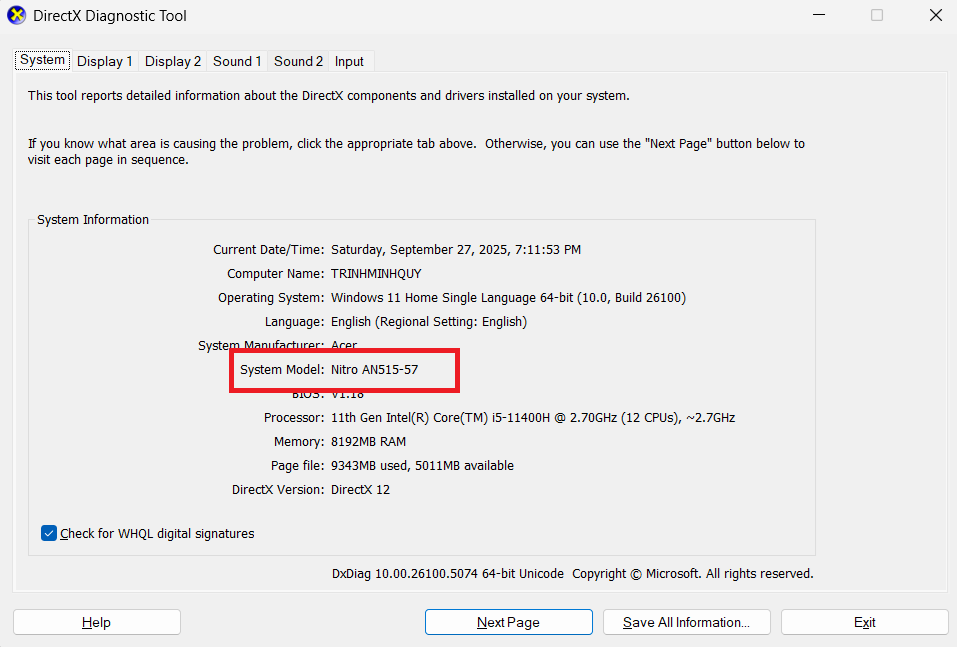 DirectX Diagnostic Tool
System Display 1 Display 2 Sound 1 Sound 2 Input
This tool reports detailed information about the DirectX components and drivers installed on your system.
If you know what area is causing the problem, click the appropriate tab above.  Otherwise, you can use the "Next Page" button below to
visit each page in sequence.
System Information
Current Date/Time: Saturday, September 27, 2025, 7:11:53 PM
Computer Name: TRINHMINHQUY
Operating System: Windows 11 Home Single Language 64-bit (10.0, Build 26100)
Language: English (Regional Setting: English)
System Manufacturer: Acer
System Model: Nitro AN515-57
BIOS: V1.18
Processor: 11th Gen Intel(R) Core(TM) i5-11400H @ 2.70GHz (12 CPUs), ~2.7GHz
Memory: 8192MB RAM
Page file: 9343MB used, 5011MB available
DirectX Version: DirectX 12
Check for WHQL digital signatures
DxDiag 10.00.26100.5074 64-bit Unicode  Copyright © Microsoft. All rights reserved.
Help Next Page Save All Information... Exit